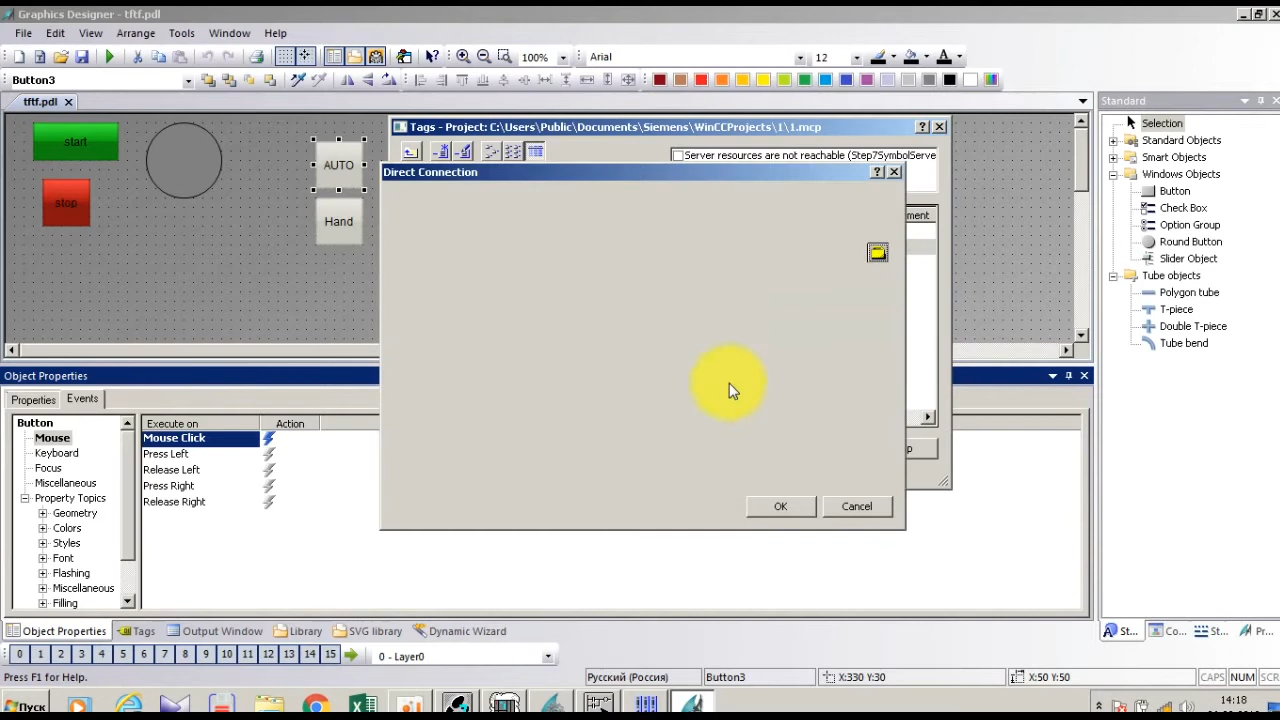 Graphics Designer - tftf.pdl
File Edit View Arrange Tools Window Help
100% Arial 12
Button3
tftf.pdl
start
stop
AUTO
Hand
Tags - Project: C:\Users\Public\Documents\Siemens\WinCCProjects\1\1.mcp
Server resources are not reachable (Step7SymbolServe
Direct Connection
OK Cancel
Standard
Selection
Standard Objects
Smart Objects
Windows Objects
Button
Check Box
Option Group
Round Button
Slider Object
Tube objects
Polygon tube
T-piece
Double T-piece
Tube bend
St... Co... St... Pr...
Object Properties
Properties Events
Button
Mouse
Keyboard
Focus
Miscellaneous
Property Topics
Geometry
Colors
Styles
Font
Flashing
Miscellaneous
Filling
Execute on Action
Mouse Click
Press Left
Release Left
Press Right
Release Right
Object Properties Tags Output Window Library SVG library Dynamic Wizard
0 1 2 3 4 5 6 7 8 9 10 11 12 13 14 15 0 - Layer0
Press F1 for Help. Русский (Россия) Button3 X:330 Y:30 X:50 Y:50 CAPS NUM SCR
Пуск 14:18